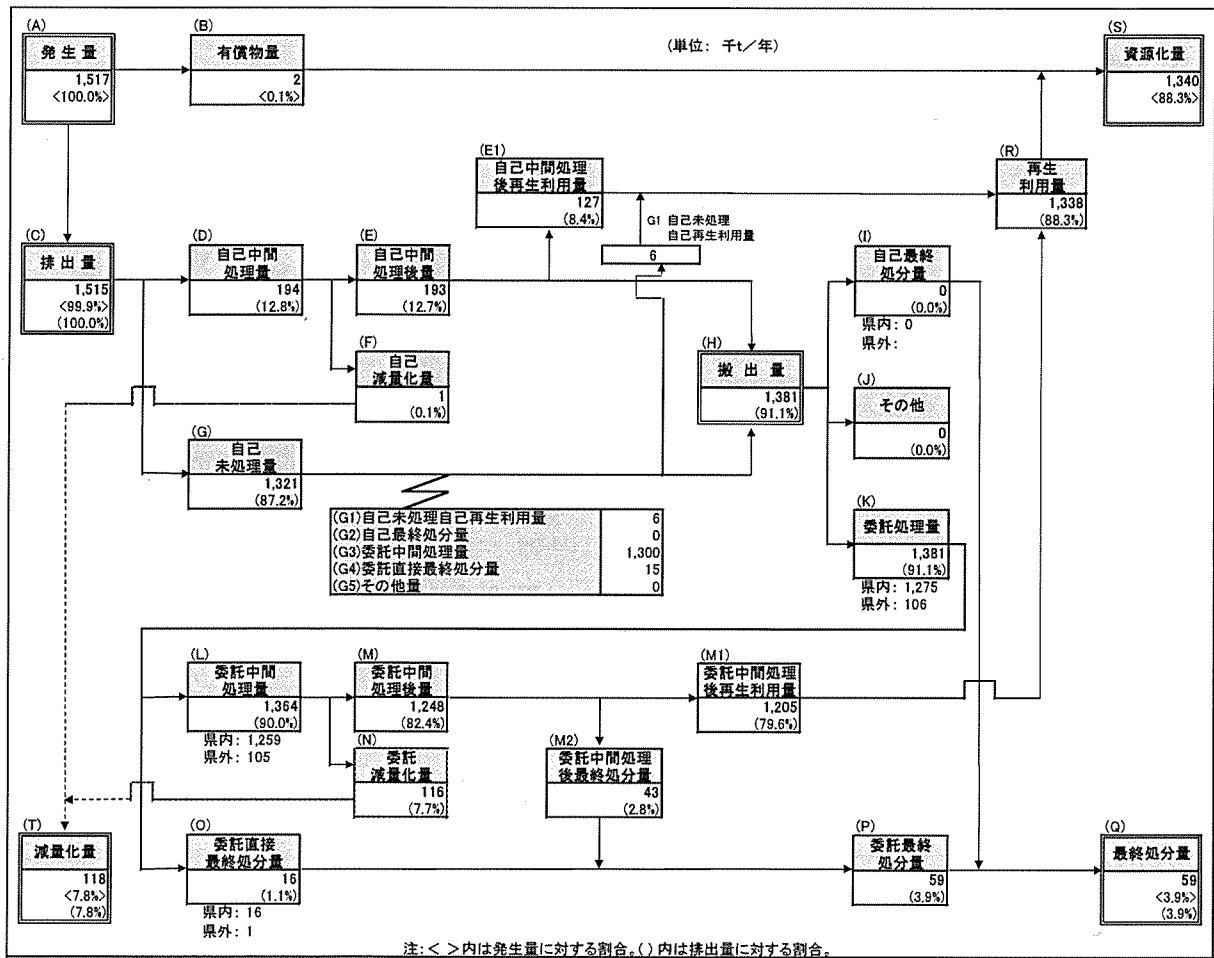 (A)
発生量
1,517
<100.0%>
(B)
有償物量
2
<0.1%>
(単位: 千t/年)
(S)
資源化量
1,340
<88.3%>
(E1)
自己中間処理
後再生利用量
127
(8.4%)
(R)
再生
利用量
1,338
(88.3%)
G1 自己未処理
自己再生利用量
6
(C)
排出量
1,515
<99.9%>
(100.0%)
(D)
自己中間
処理量
194
(12.8%)
(E)
自己中間
処理後量
193
(12.7%)
(I)
自己最終
処分量
0
(0.0%)
県内: 0
県外:
(F)
自己
減量化量
1
(0.1%)
(H)
搬出量
1,381
(91.1%)
(J)
その他
0
(0.0%)
(G)
自己
未処理量
1,321
(87.2%)
(G1)自己未処理自己再生利用量 6
(G2)自己最終処分量 0
(G3)委託中間処理量 1,300
(G4)委託直接最終処分量 15
(G5)その他量 0
(K)
委託処理量
1,381
(91.1%)
県内: 1,275
県外: 106
(L)
委託中間
処理量
1,364
(90.0%)
県内: 1,259
県外: 105
(M)
委託中間
処理後量
1,248
(82.4%)
(M1)
委託中間処理
後再生利用量
1,205
(79.6%)
(N)
委託
減量化量
116
(7.7%)
(M2)
委託中間処理
後最終処分量
43
(2.8%)
(T)
減量化量
118
<7.8%>
(7.8%)
(O)
委託直接
最終処分量
16
(1.1%)
県内: 16
県外: 1
(P)
委託最終
処分量
59
(3.9%)
(Q)
最終処分量
59
<3.9%>
(3.9%)
注:< >内は発生量に対する割合。( )内は排出量に対する割合。